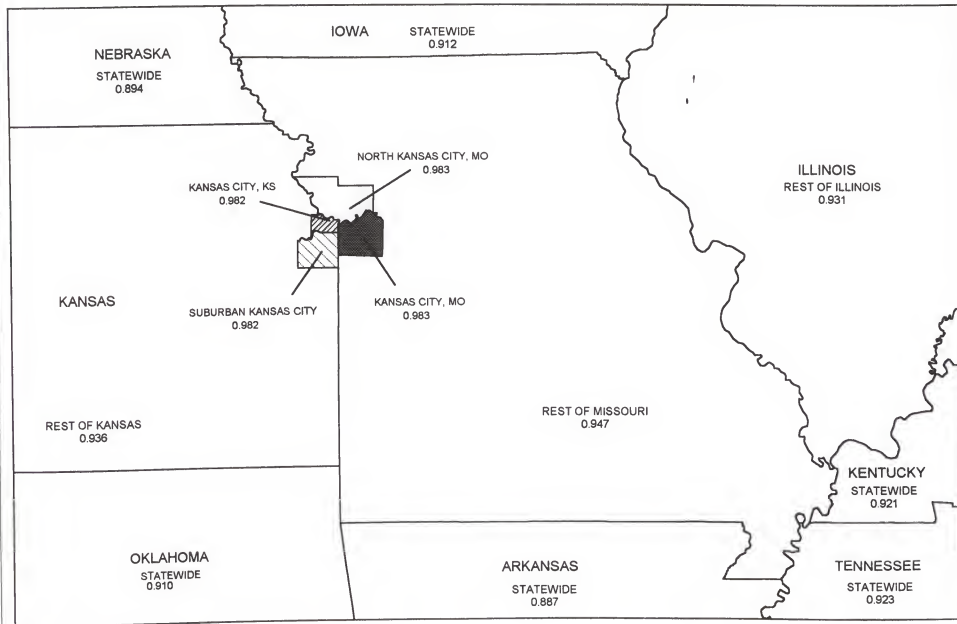 IOWA
STATEWIDE
0.912
NEBRASKA
STATEWIDE
0.894
NORTH KANSAS CITY, MO
0.983
KANSAS CITY, KS
0.982
ILLINOIS
REST OF ILLINOIS
0.931
KANSAS
SUBURBAN KANSAS CITY
0.982
KANSAS CITY, MO
0.983
REST OF KANSAS
0.936
REST OF MISSOURI
0.947
KENTUCKY
STATEWIDE
0.921
OKLAHOMA
STATEWIDE
0.910
ARKANSAS
STATEWIDE
0.887
TENNESSEE
STATEWIDE
0.923